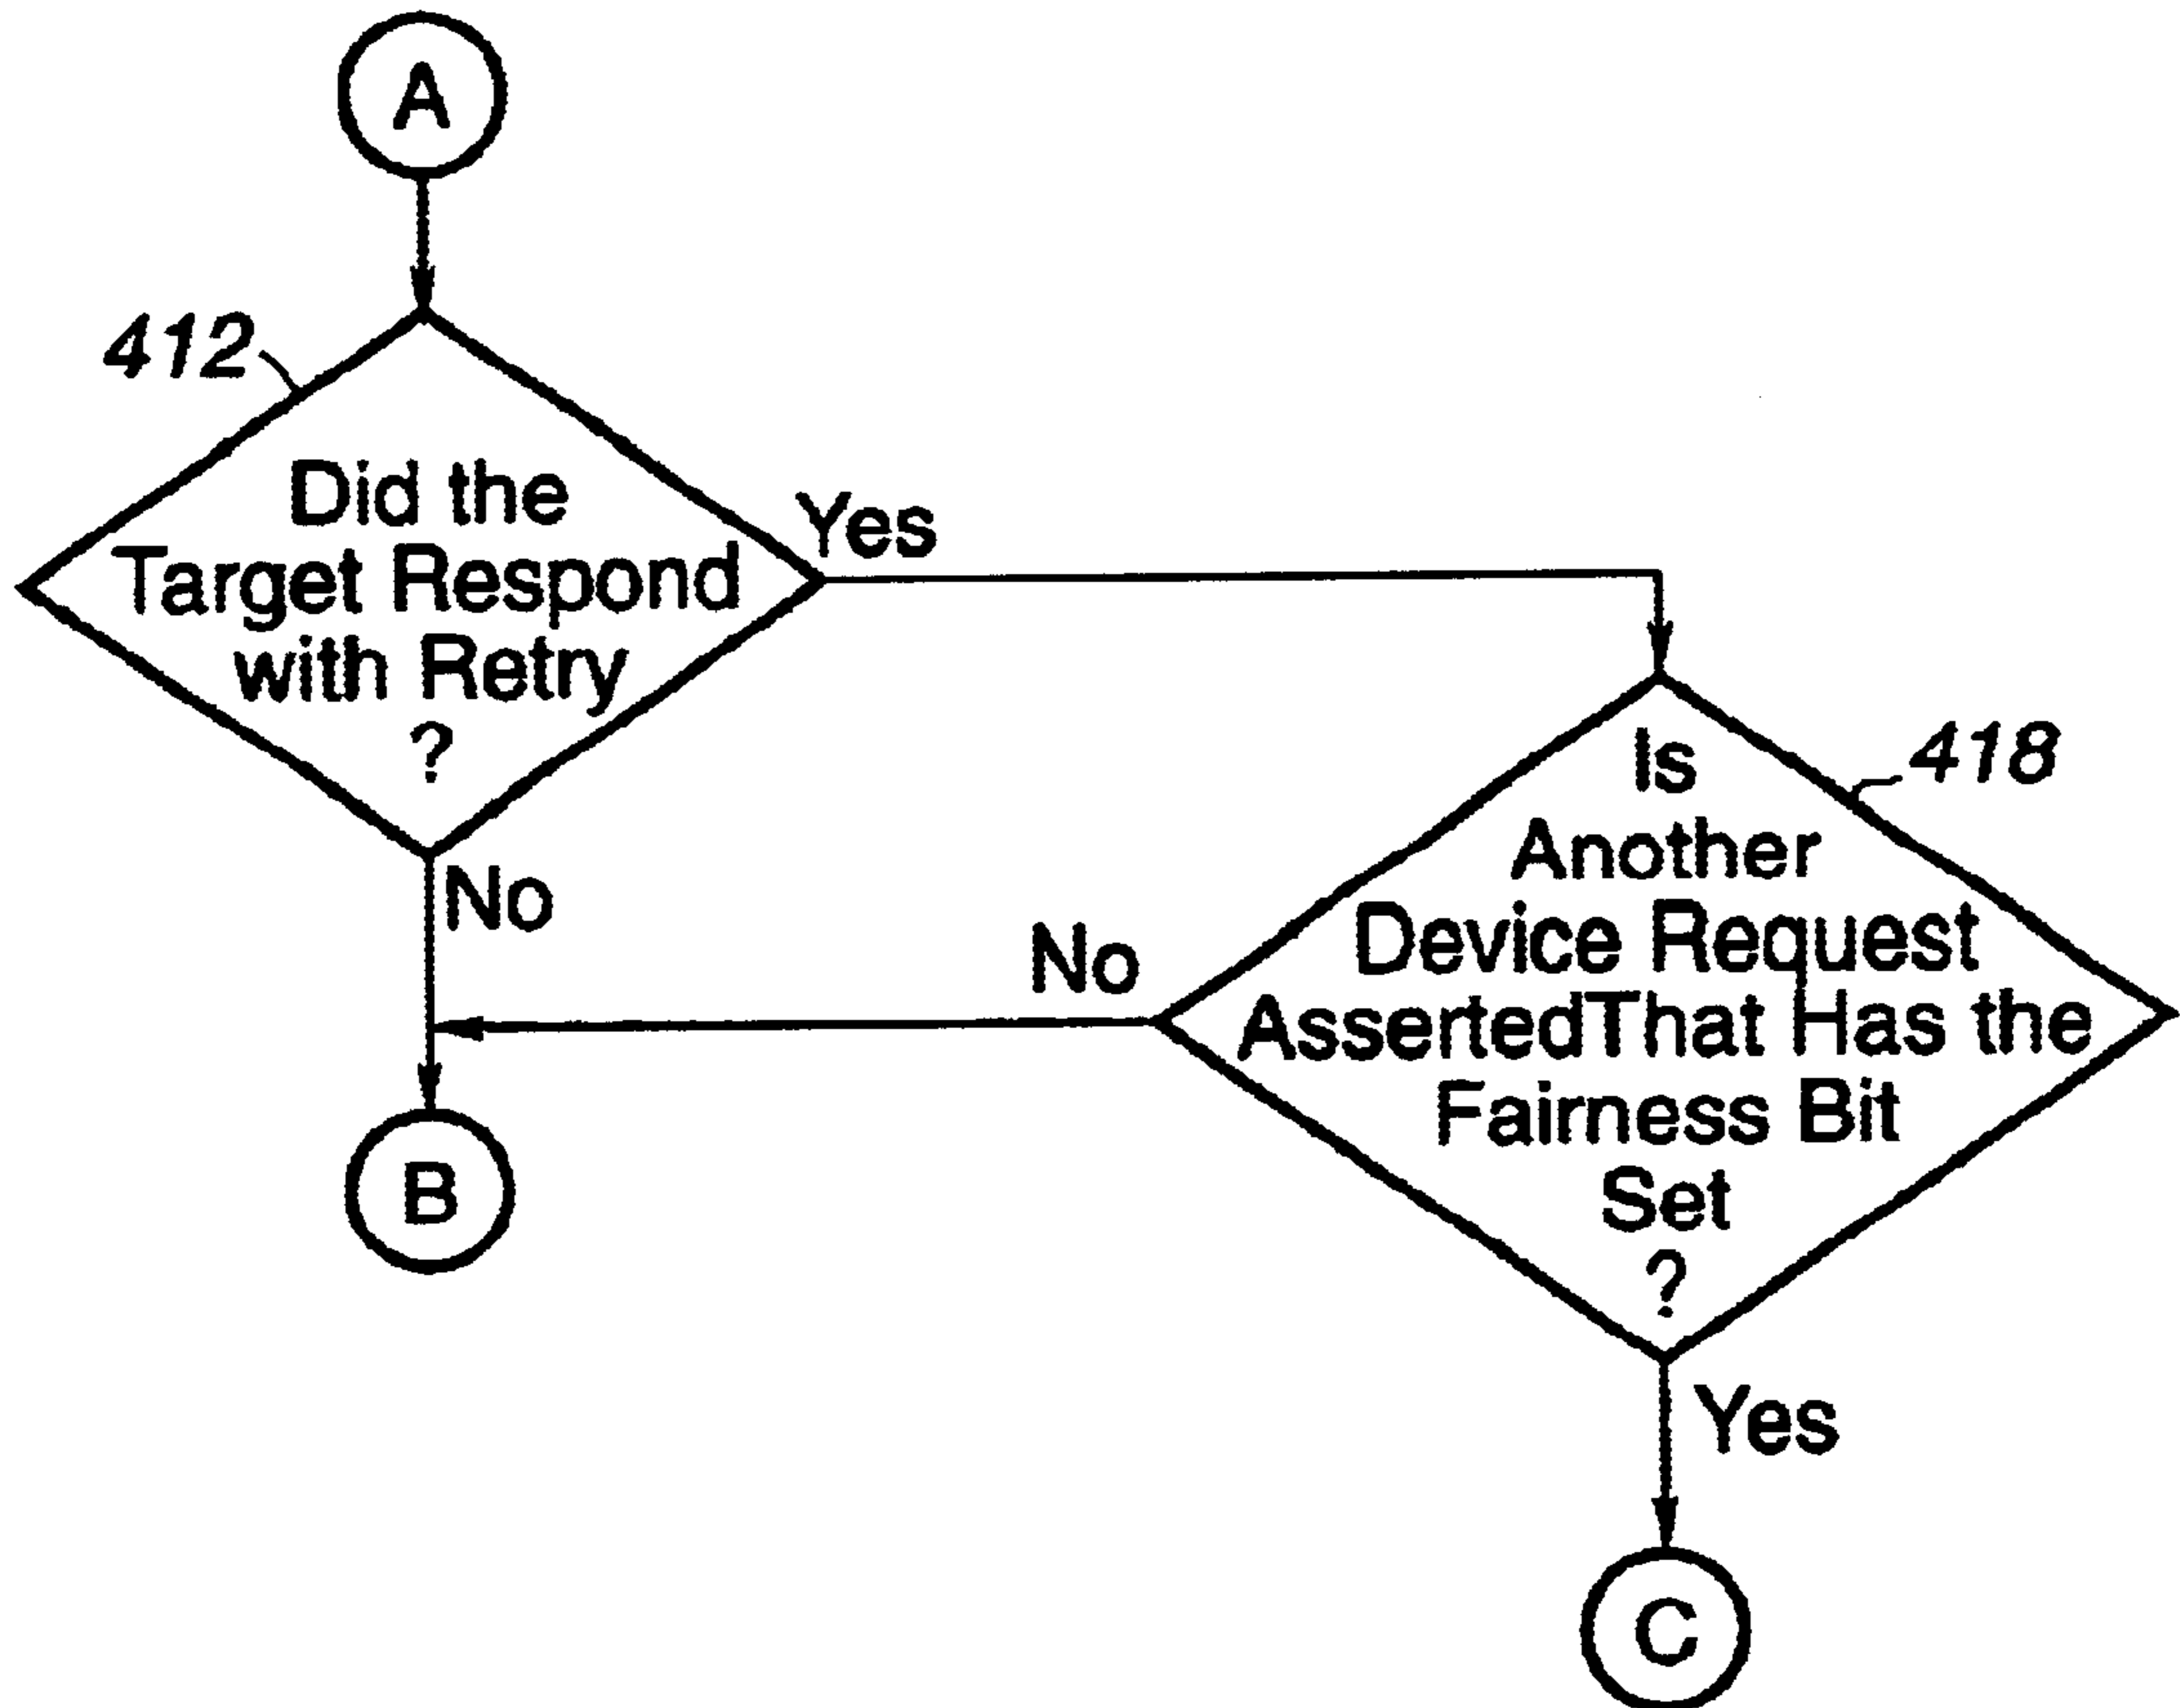 A
412
Did the
Target Respond
with Retry
?
Yes
No
Is
Another
Device Request
AssertedThat Has the
Fairness Bit
Set
?
418
No
Yes
B
C